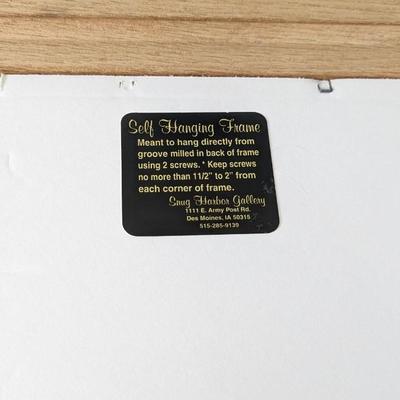 Self Hanging Frame
Meant to hang directly from
groove milled in back of frame
using 2 screws. * Keep screws
no more than 11/2" to 2" from
each corner of frame.
Snug Harbor Gallery
1111 E. Army Post Rd.
Des Moines, IA 50315
515-285-9139